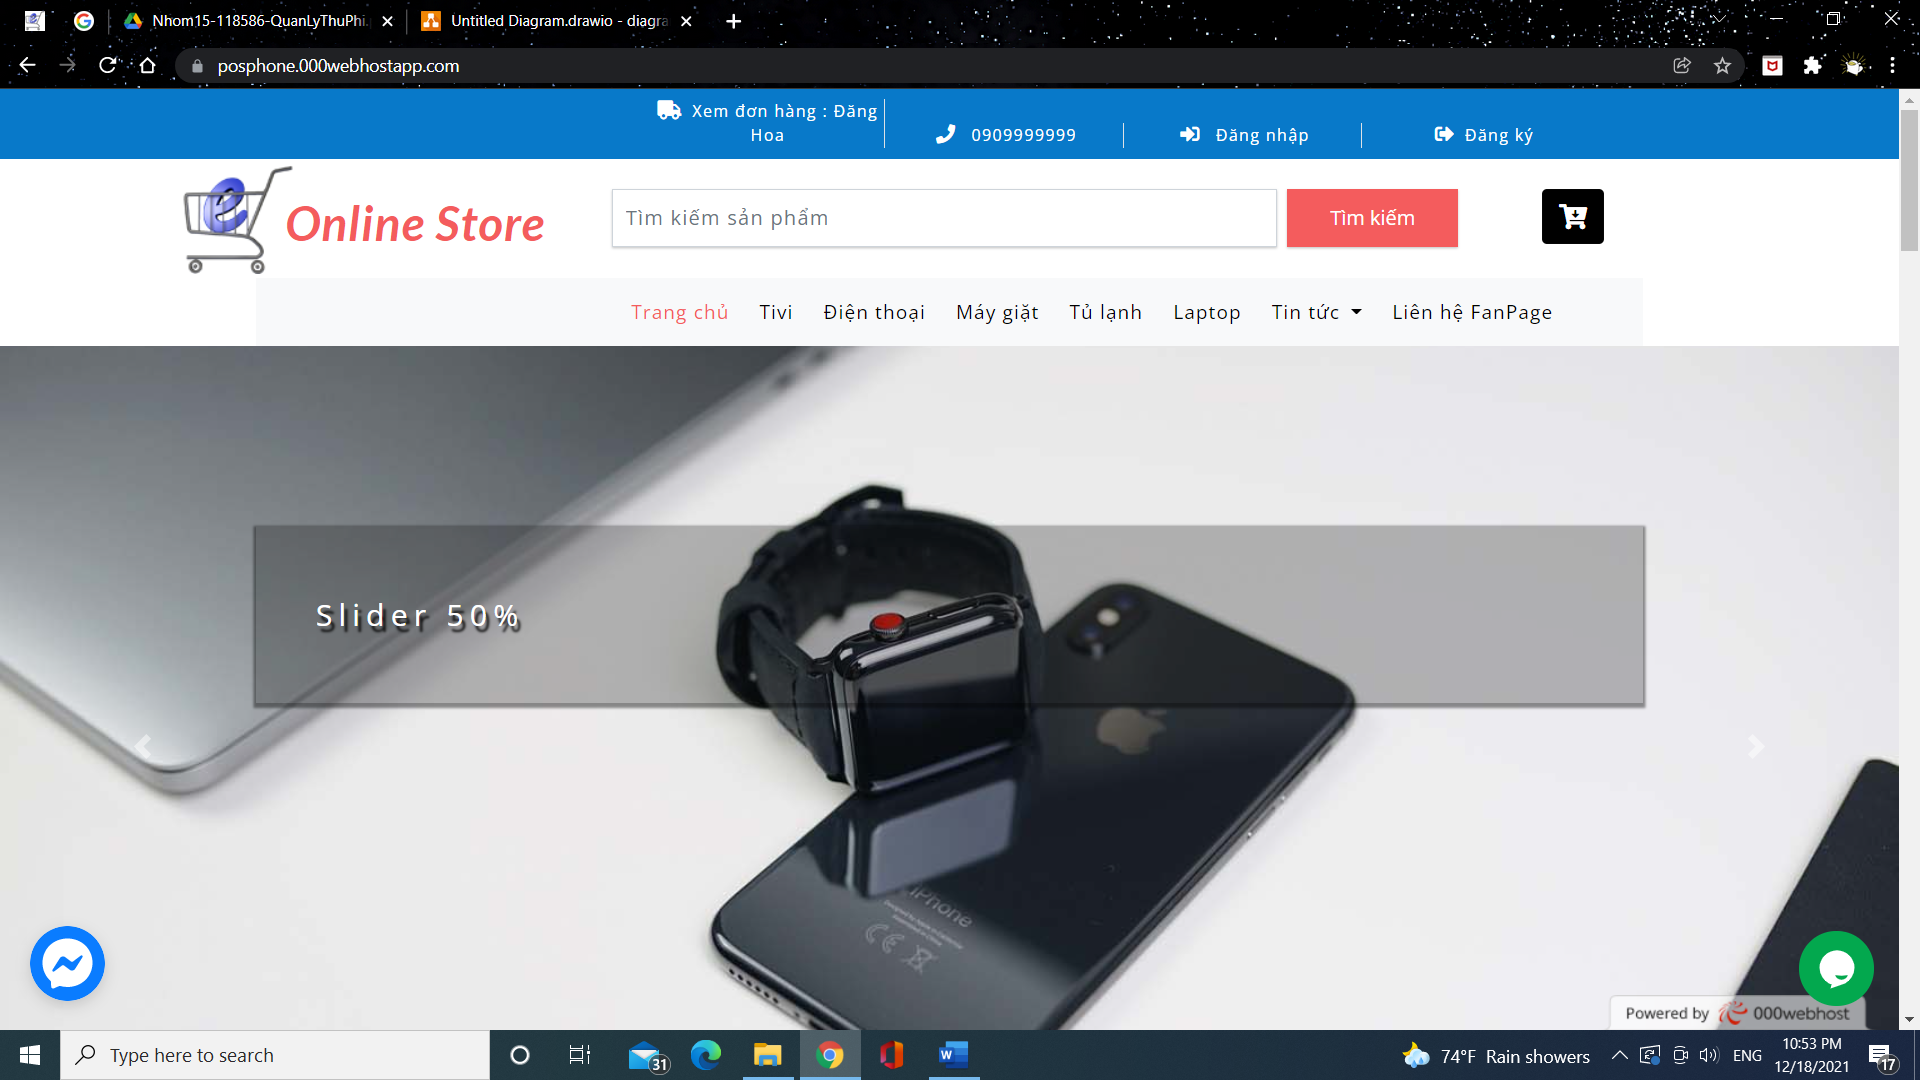 Nhom15-118586-QuanLyThuPhi.
Untitled Diagram.drawio - diagra
posphone.000webhostapp.com
Xem đơn hàng : Đăng
Hoa
0909999999
Đăng nhập
Đăng ký
e
Online Store
Tìm kiếm sản phẩm
Tìm kiếm
Trang chủ
Tivi
Điện thoại
Máy giặt
Tủ lạnh
Laptop
Tin tức
Liên hệ FanPage
Slider 50%
iPhone
Powered by 000webhost
Type here to search
31
74°F Rain showers
ENG
10:53 PM
12/18/2021
17